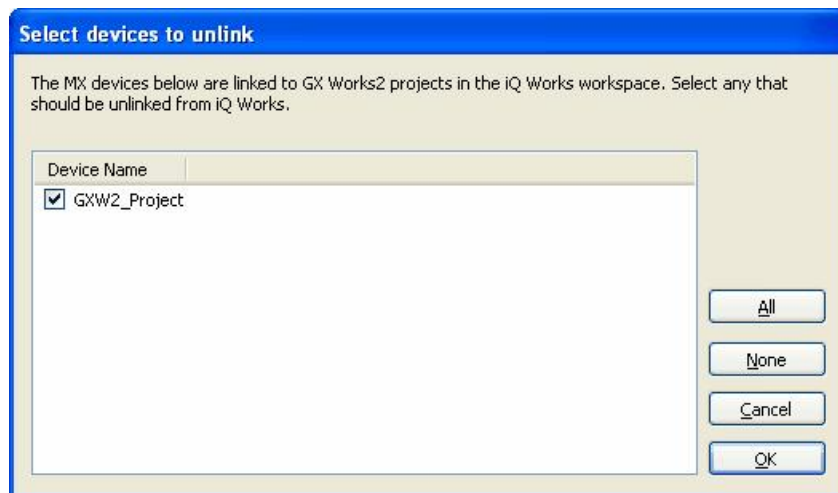 Select devices to unlink
The MX devices below are linked to GX Works2 projects in the iQ Works workspace. Select any that
should be unlinked from iQ Works.
Device Name
GXW2_Project
All
None
Cancel
OK